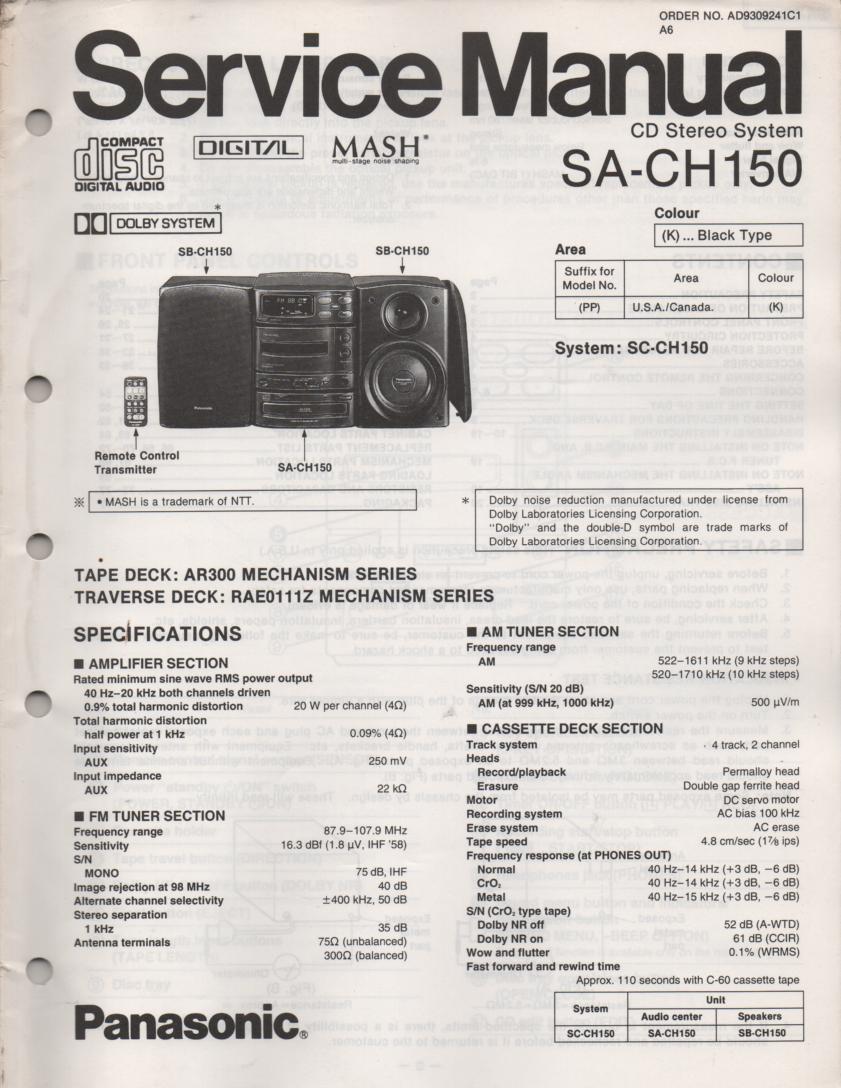 ORDER NO. AD9309241C1
A6
Service Manual
CD Stereo System
SA-CH150
COMPACT
disc
DIGITAL AUDIO
DIGITAL
MASH*
multi-stage noise shaping
DOLBY SYSTEM *
Colour
(K) ... Black Type
Area
Suffix for Model No. Area Colour
(PP) U.S.A./Canada. (K)
System: SC-CH150
SB-CH150
SB-CH150
Panasonic
Remote Control
Transmitter
SA-CH150
※ • MASH is a trademark of NTT.
* Dolby noise reduction manufactured under license from
Dolby Laboratories Licensing Corporation.
"Dolby" and the double-D symbol are trade marks of
Dolby Laboratories Licensing Corporation.
TAPE DECK: AR300 MECHANISM SERIES
TRAVERSE DECK: RAE0111Z MECHANISM SERIES
SPECIFICATIONS
■ AMPLIFIER SECTION
Rated minimum sine wave RMS power output
40 Hz–20 kHz both channels driven
0.9% total harmonic distortion 20 W per channel (4Ω)
Total harmonic distortion
half power at 1 kHz 0.09% (4Ω)
Input sensitivity
AUX 250 mV
Input impedance
AUX 22 kΩ
■ FM TUNER SECTION
Frequency range 87.9–107.9 MHz
Sensitivity 16.3 dBf (1.8 µV, IHF '58)
S/N
MONO 75 dB, IHF
Image rejection at 98 MHz 40 dB
Alternate channel selectivity ±400 kHz, 50 dB
Stereo separation
1 kHz 35 dB
Antenna terminals 75Ω (unbalanced)
300Ω (balanced)
■ AM TUNER SECTION
Frequency range
AM 522–1611 kHz (9 kHz steps)
520–1710 kHz (10 kHz steps)
Sensitivity (S/N 20 dB)
AM (at 999 kHz, 1000 kHz) 500 µV/m
■ CASSETTE DECK SECTION
Track system 4 track, 2 channel
Heads
Record/playback Permalloy head
Erasure Double gap ferrite head
Motor DC servo motor
Recording system AC bias 100 kHz
Erase system AC erase
Tape speed 4.8 cm/sec (1⅞ ips)
Frequency response (at PHONES OUT)
Normal 40 Hz–14 kHz (+3 dB, –6 dB)
CrO₂ 40 Hz–14 kHz (+3 dB, –6 dB)
Metal 40 Hz–15 kHz (+3 dB, –6 dB)
S/N (CrO₂ type tape)
Dolby NR off 52 dB (A-WTD)
Dolby NR on 61 dB (CCIR)
Wow and flutter 0.1% (WRMS)
Fast forward and rewind time
Approx. 110 seconds with C-60 cassette tape
System Unit
Audio center Speakers
SC-CH150 SA-CH150 SB-CH150
Panasonic®